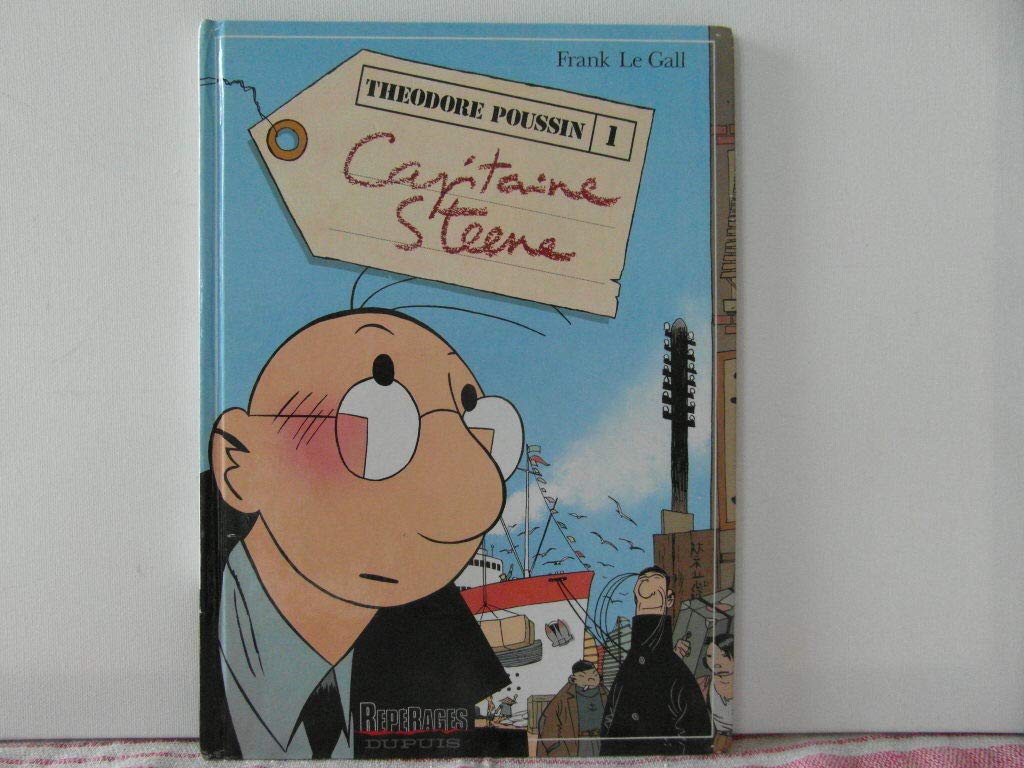 Frank Le Gall
THEODORE POUSSIN 1
Capitaine
Steene
REPERAGES
DUPUIS